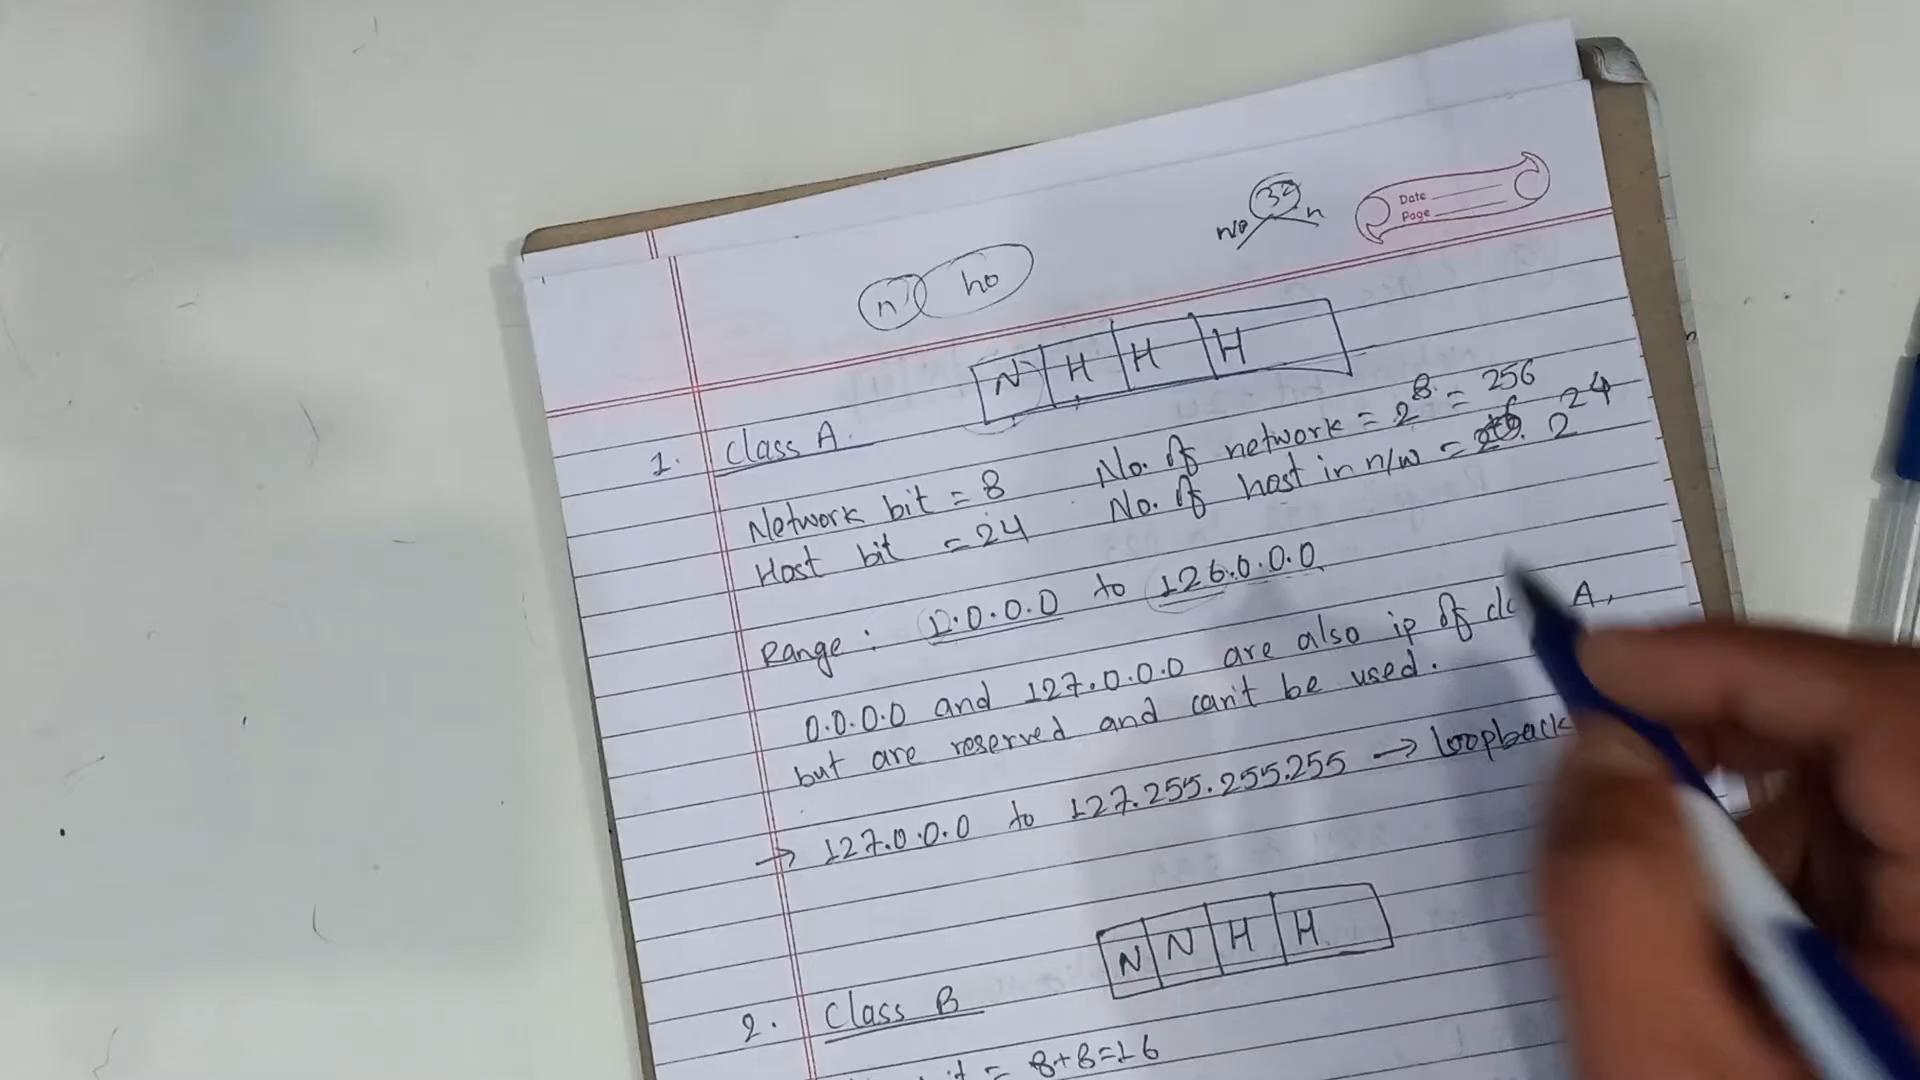 32
n/w n
Date
Page
n ho
N H H H
1. Class A.
Network bit = 8 No. of network = 2^8 = 256
Host bit = 24 No. of host in n/w = 2^24
Range : 1.0.0.0 to 126.0.0.0
0.0.0.0 and 127.0.0.0 are also ip of A,
but are reserved and can't be used.
→ 127.0.0.0 to 127.255.255.255 → loopback
N N H H
2. Class B
= 8+8=16